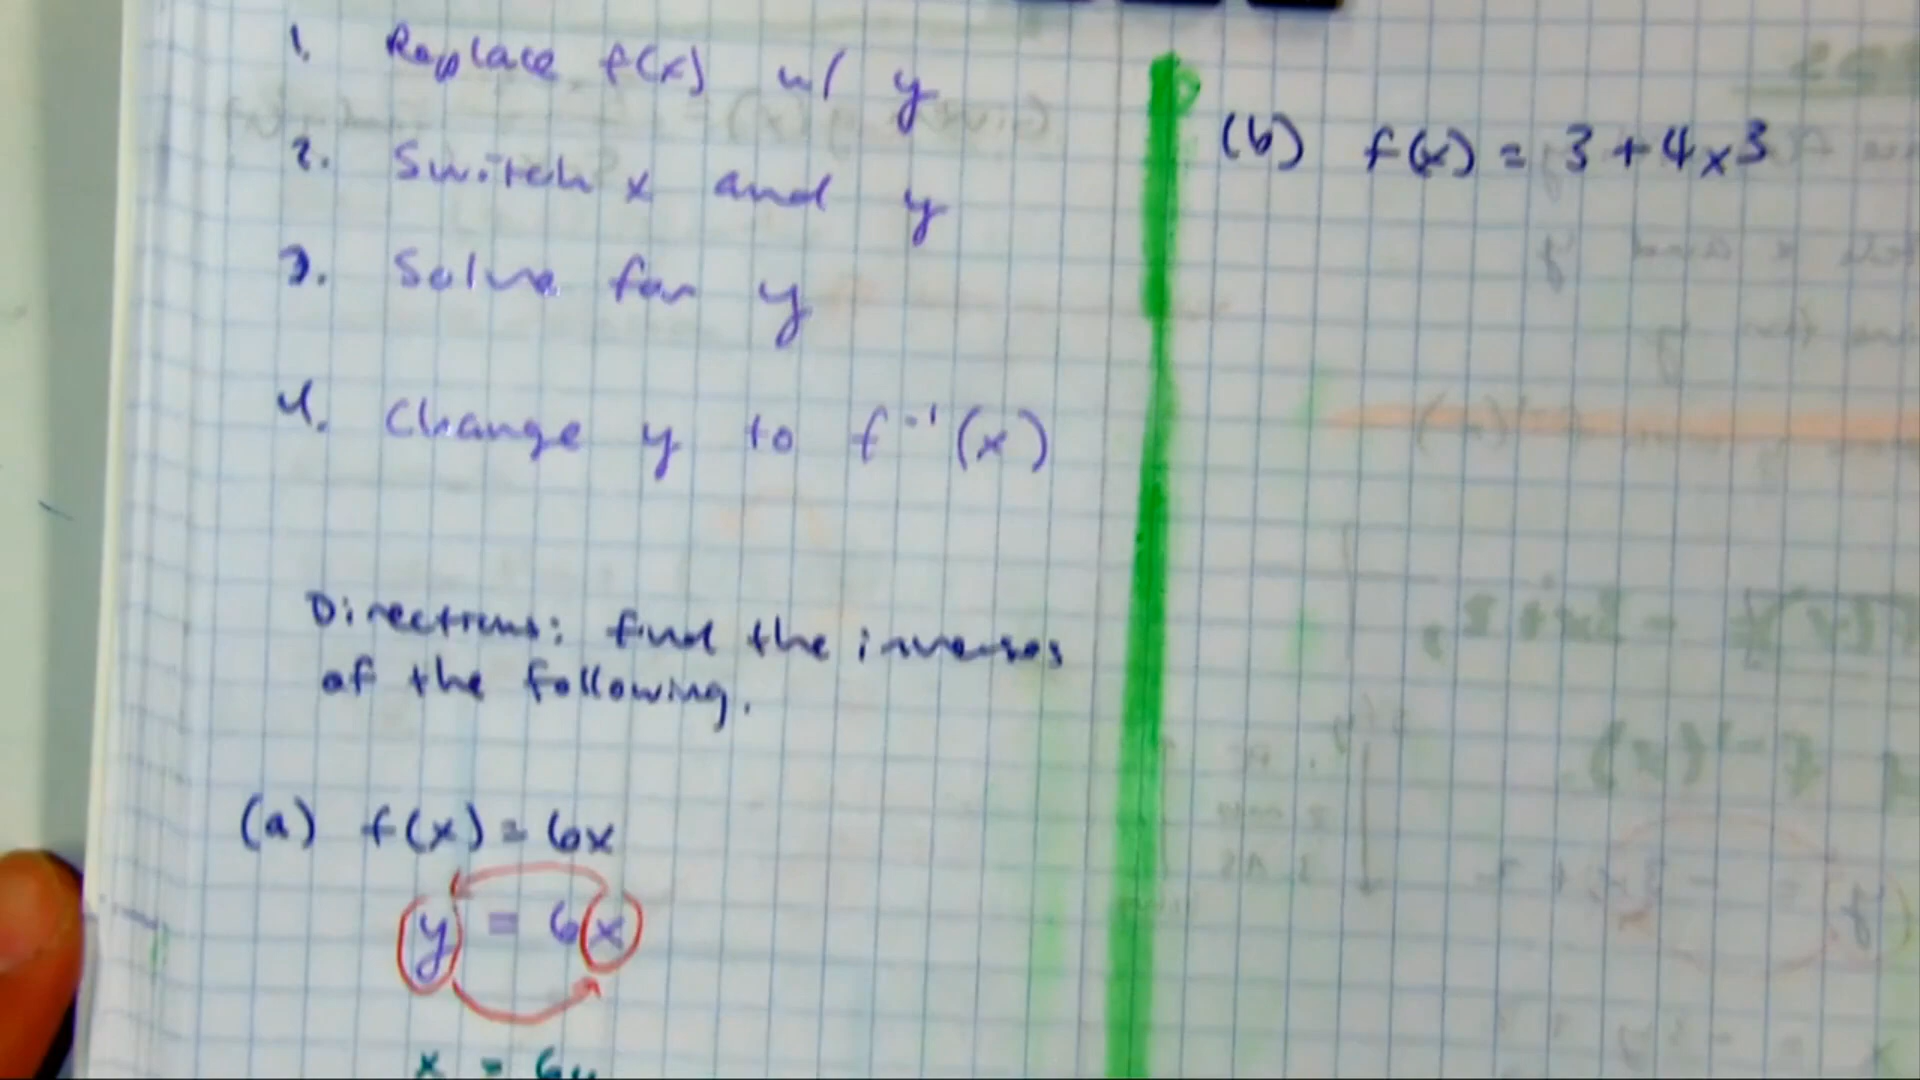 1. Replace f(x) w/ y
2. Switch x and y
3. Solve for y
4. Change y to f⁻¹(x)
Directions: find the inverses
of the following.
(a) f(x) = 6x
y = 6x
x = 6y
(b) f(x) = 3 + 4x³